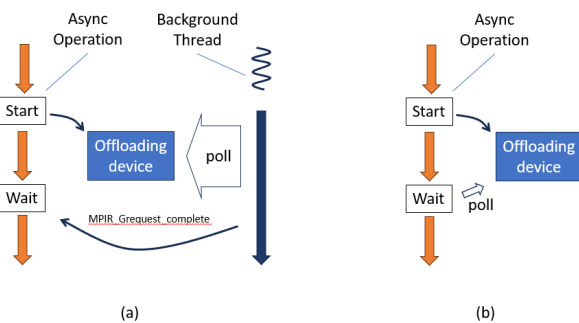 Async
Operation
Background
Thread
Start
Offloading
device
poll
Wait
MPIR_Grequest_complete
(a)
Async
Operation
Start
Offloading
device
Wait
poll
(b)